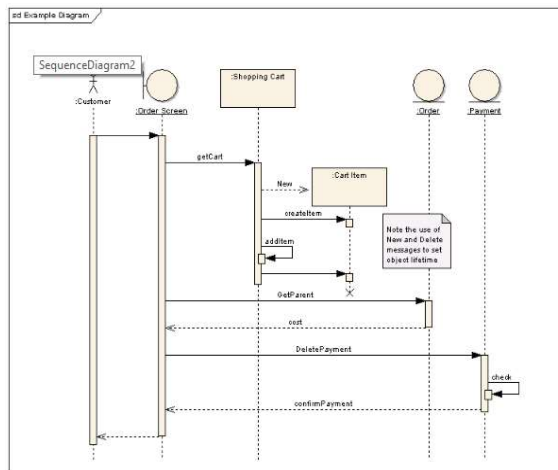 sd Example Diagram
SequenceDiagram2
:Customer
:Order Screen
:Shopping Cart
:Order
:Payment
getCart
New
:Cart Item
createItem
addItem
Note the use of
New and Delete
messages to set
object lifetime
GetParent
cost
DeletePayment
check
confirmPayment